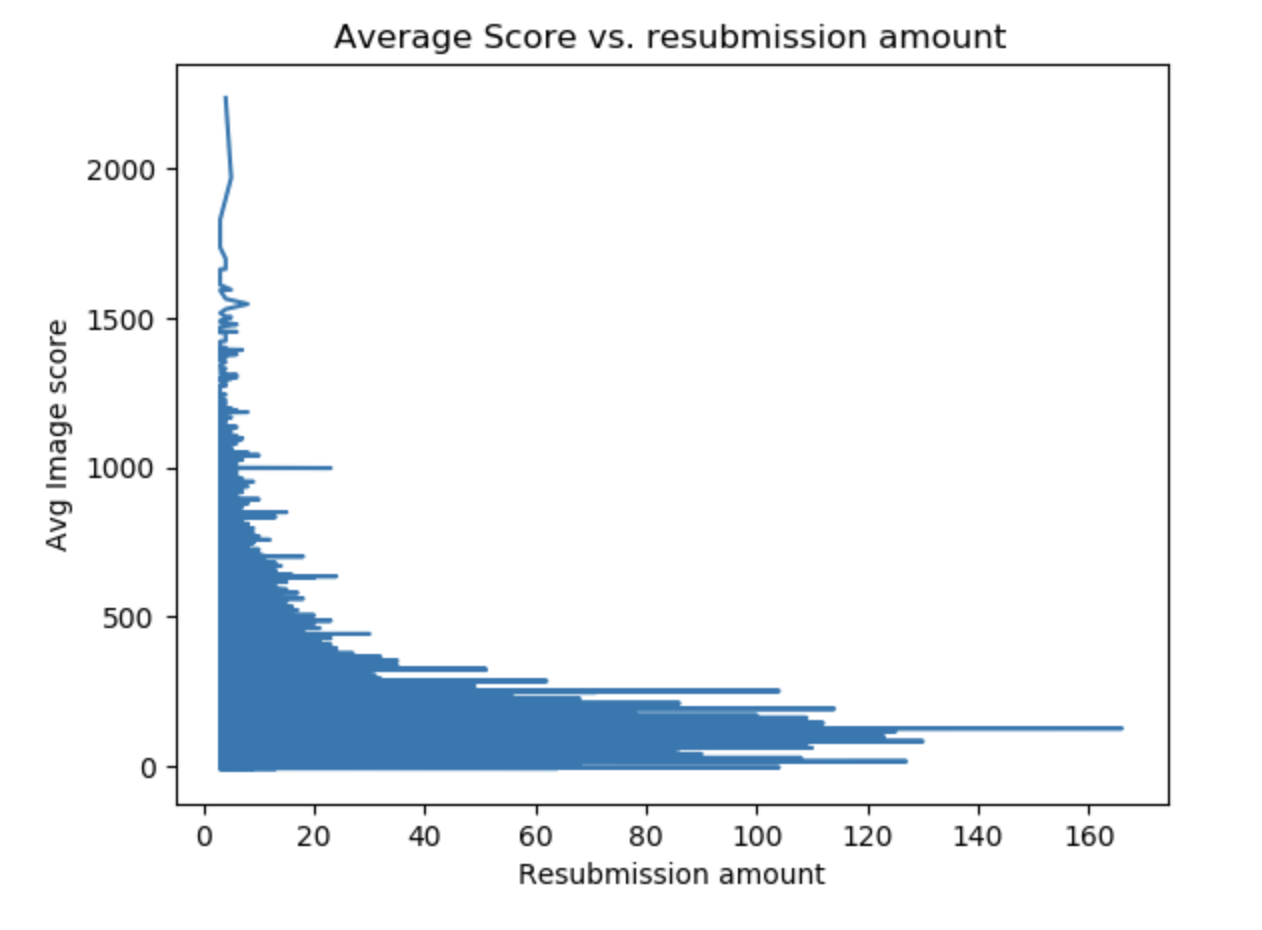 Average Score vs. resubmission amount
2000
1500
1000
500
0
Avg Image score
0 20 40 60 80 100 120 140 160
Resubmission amount